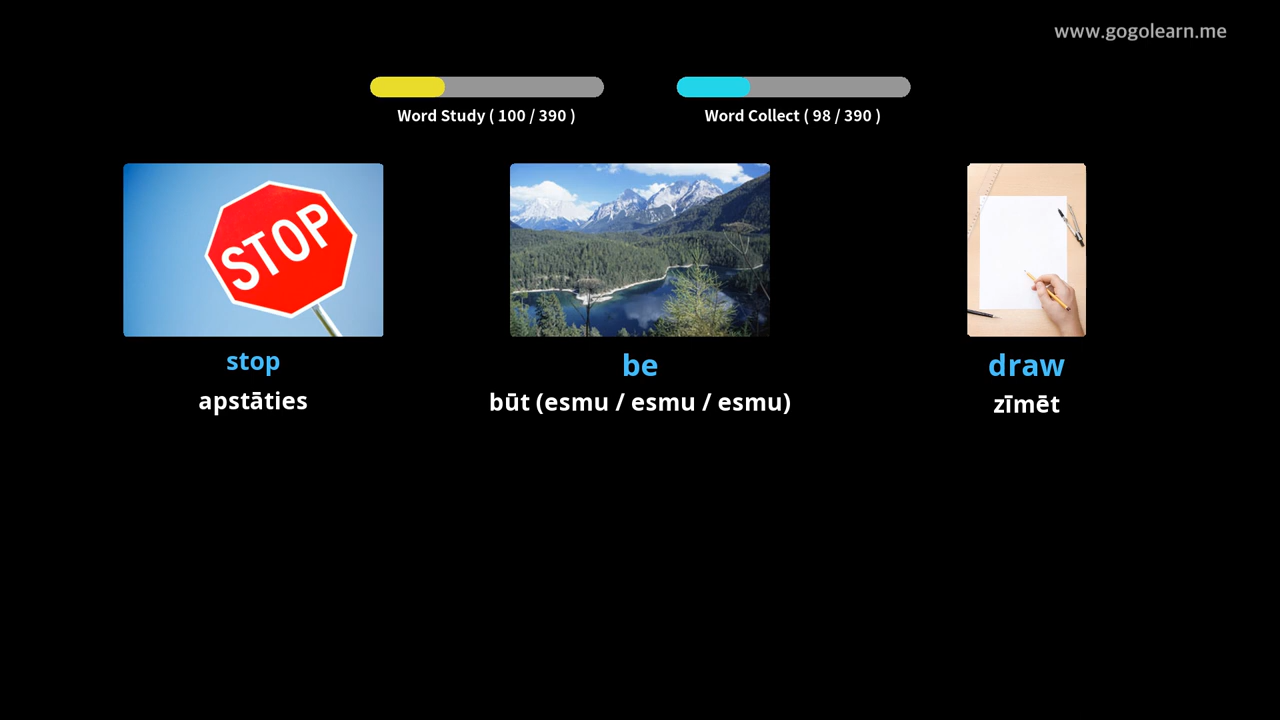 www.gogolearn.me
Word Study ( 100 / 390 )
Word Collect ( 98 / 390 )
STOP
stop
be
draw
apstāties
būt (esmu / esmu / esmu)
zīmēt